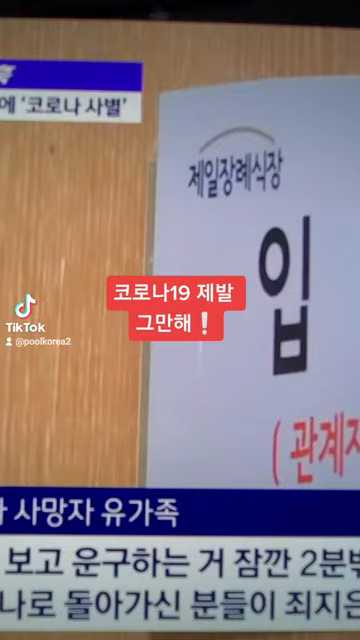 에 '코로나 사별'
제일장례식장
입
코로나19 제발
그만해❗
TikTok
@poolkorea2
(관계자
사망자 유가족
보고 운구하는 거 잠깐 2분밖
나로 돌아가신 분들이 죄지은